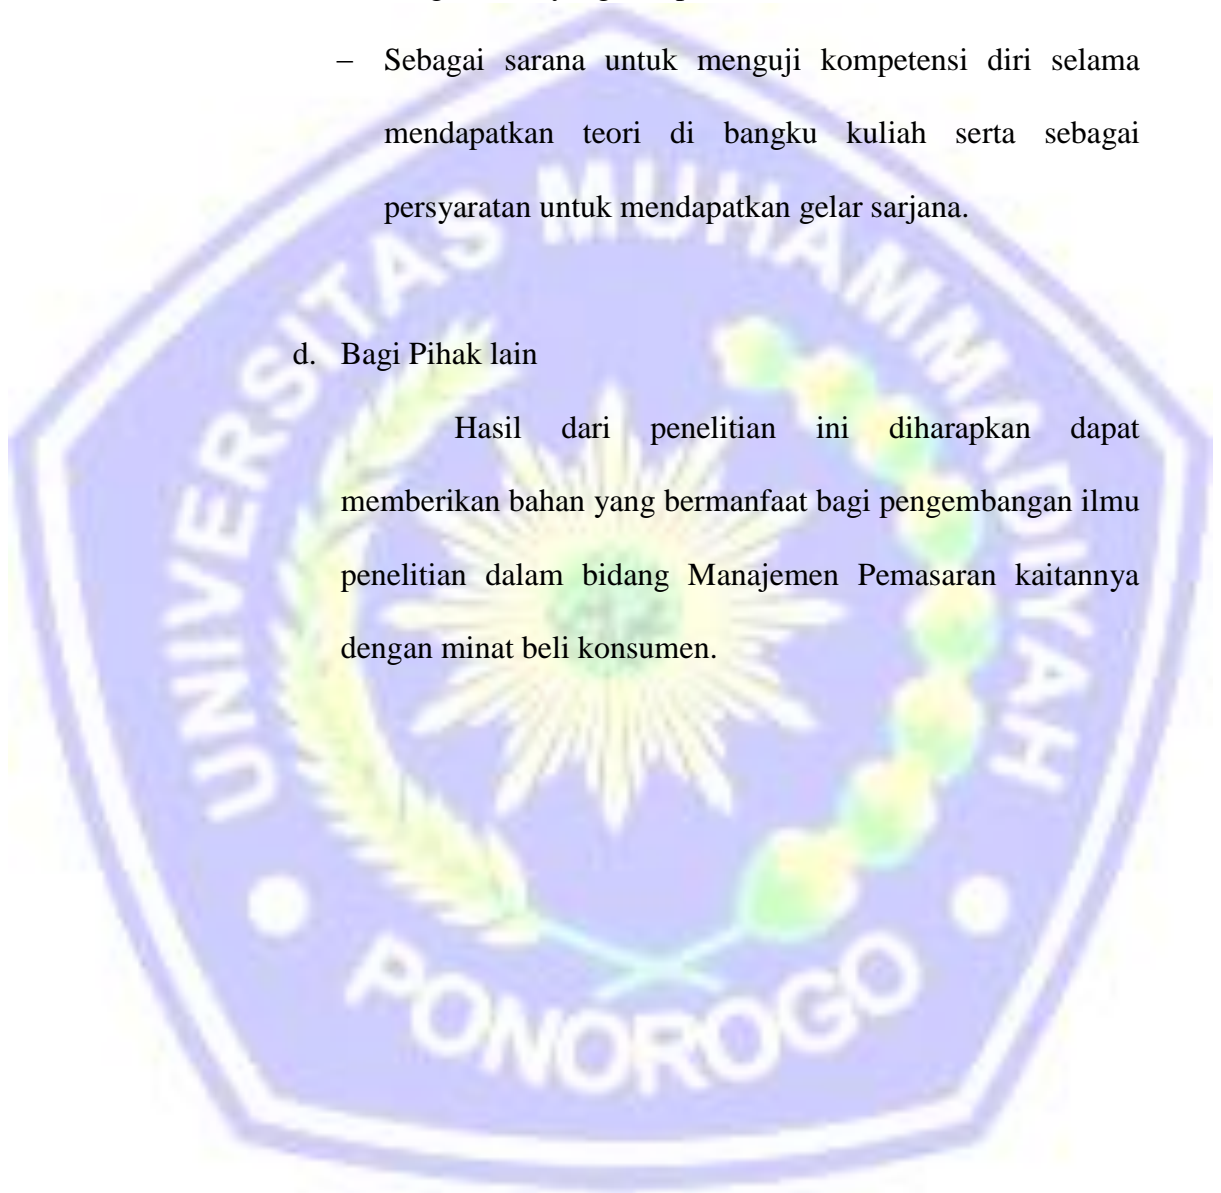 – Sebagai sarana untuk menguji kompetensi diri selama
mendapatkan teori di bangku kuliah serta sebagai
persyaratan untuk mendapatkan gelar sarjana.
d. Bagi Pihak lain
Hasil dari penelitian ini diharapkan dapat
memberikan bahan yang bermanfaat bagi pengembangan ilmu
penelitian dalam bidang Manajemen Pemasaran kaitannya
dengan minat beli konsumen.
UNIVERSITAS MUHAMMADIYAH
PONOROGO